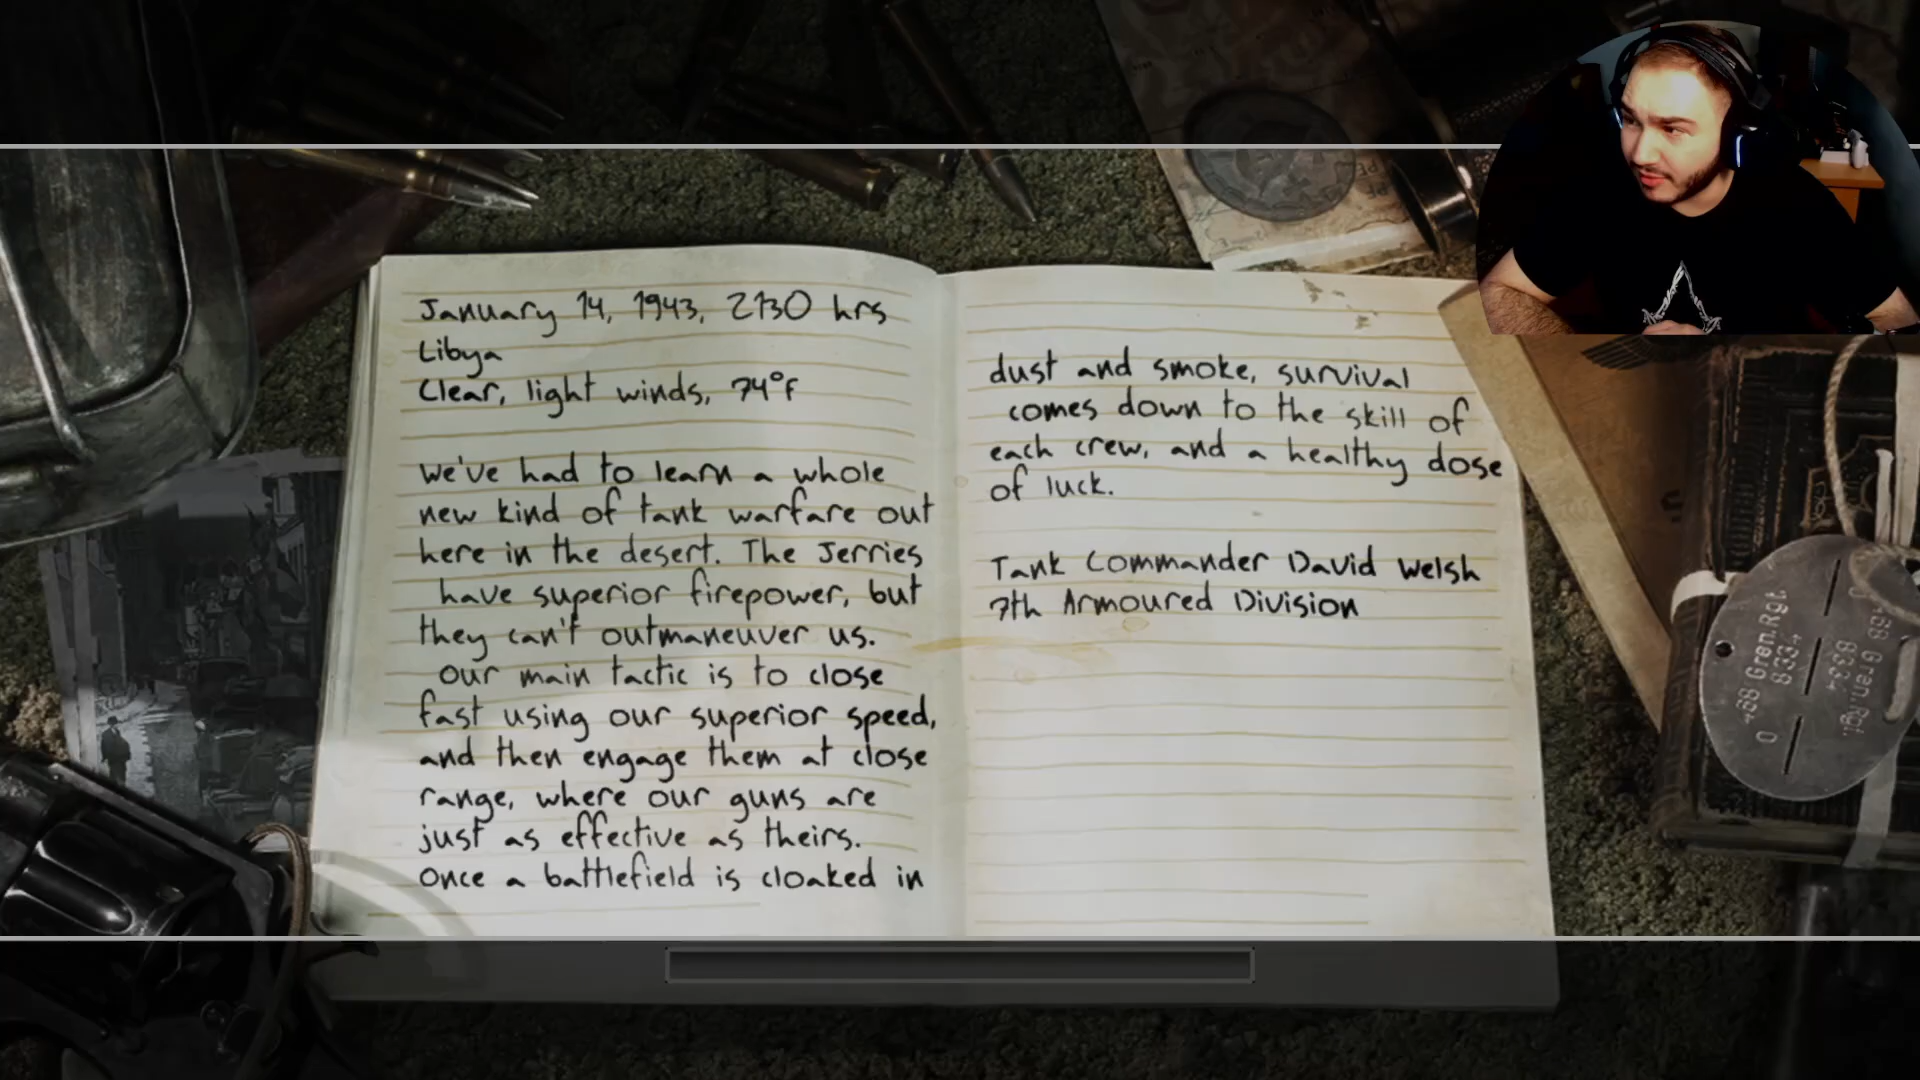 January 14, 1943, 2130 hrs
Libya
Clear, light winds, 74°F
We've had to learn a whole
new kind of tank warfare out
here in the desert. The Jerries
have superior firepower, but
they can't outmaneuver us.
Our main tactic is to close
fast using our superior speed,
and then engage them at close
range, where our guns are
just as effective as theirs.
Once a battlefield is cloaked in
dust and smoke, survival
comes down to the skill of
each crew, and a healthy dose
of luck.
Tank Commander David Welsh
7th Armoured Division
468 Gren.Rgt.
8334
O